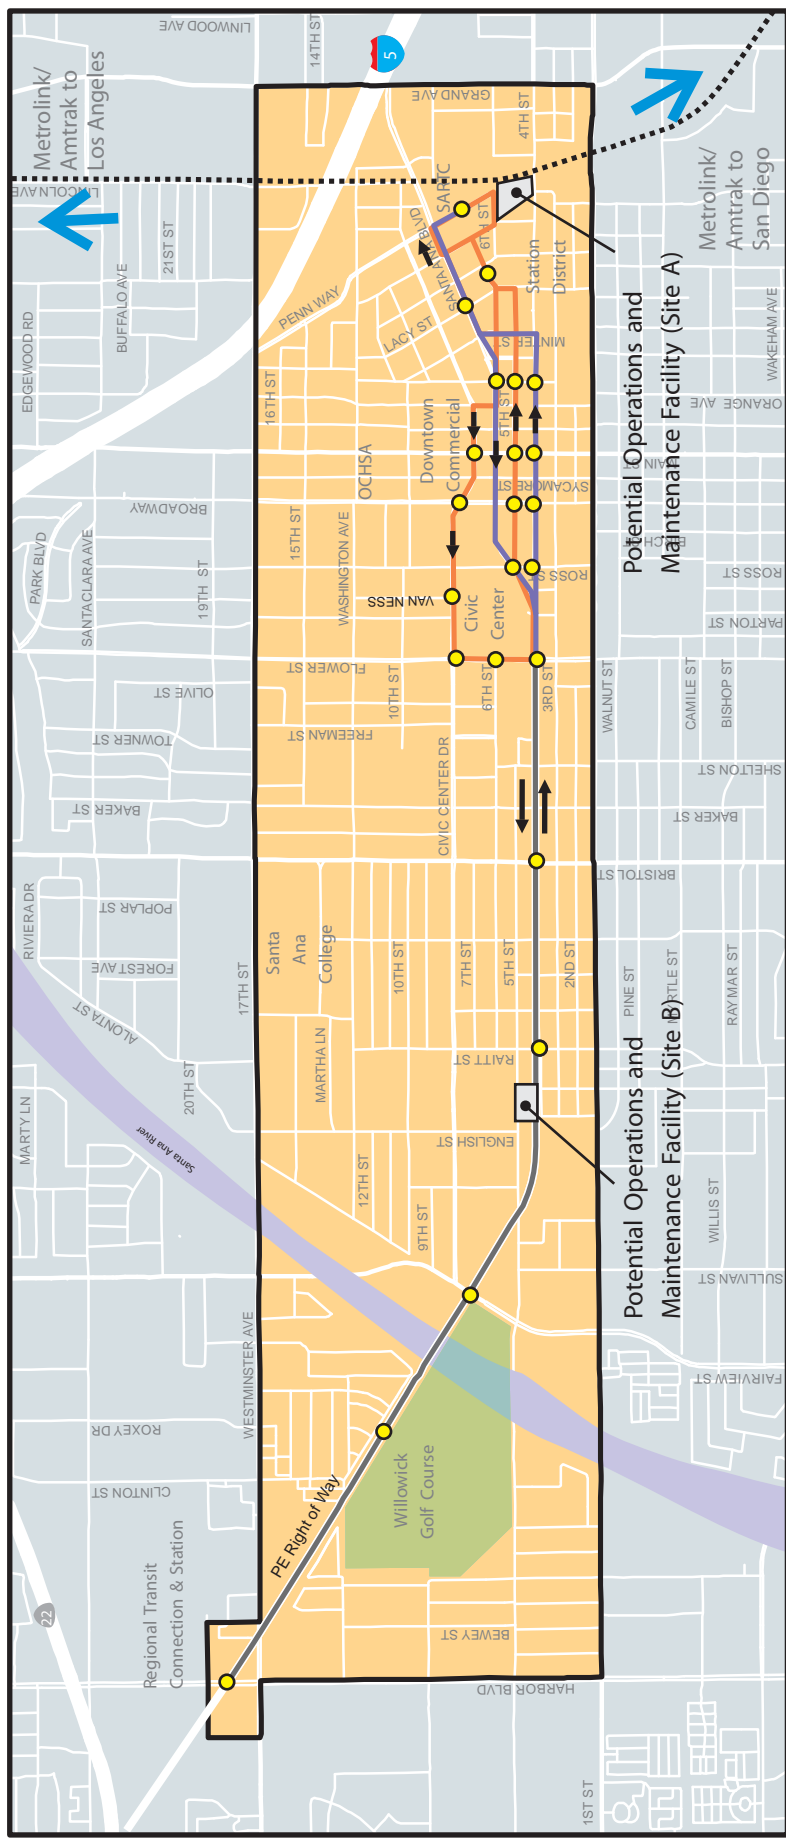 Metrolink/
Amtrak to
Los Angeles
LINWOOD AVE
14TH ST
5
GRAND AVE
4TH ST
LINCOLN AVE
21ST ST
BUFFALO AVE
EDGEWOOD RD
PENN WAY
SANTA ANA BLVD
SARTC
6TH ST
Station
District
Metrolink/
Amtrak to
San Diego
LACY ST
MINTER ST
16TH ST
Downtown
Commercial
5TH ST
ORANGE AVE
WAKEHAM AVE
Potential Operations and
Maintenance Facility (Site A)
OCHSA
MAIN ST
SYCAMORE ST
BROADWAY
PARK BLVD
SANTA CLARA AVE
19TH ST
15TH ST
WASHINGTON AVE
BIRCH ST
ROSS ST
ROSS ST
VAN NESS
Civic
Center
PARTON ST
FLOWER ST
10TH ST
6TH ST
3RD ST
WALNUT ST
CAMILE ST
BISHOP ST
OLIVE ST
TOWNER ST
FREEMAN ST
SHELTON ST
BAKER ST
CIVIC CENTER DR
BAKER ST
BRISTOL ST
RIVIERA DR
POPLAR ST
FOREST AVE
ALONTA ST
17TH ST
Santa
Ana
College
10TH ST
7TH ST
5TH ST
2ND ST
PINE ST
MYRTLE ST
RAYMAR ST
MARTHA LN
RAITT ST
20TH ST
MARTY LN
Santa Ana River
ENGLISH ST
12TH ST
9TH ST
Potential Operations and
Maintenance Facility (Site B)
WILLIS ST
SULLIVAN ST
FAIRVIEW ST
WESTMINSTER AVE
ROXEY DR
CLINTON ST
PE Right of Way
Willowick
Golf Course
22
Regional Transit
Connection & Station
BEWEY ST
HARBOR BLVD
1ST ST